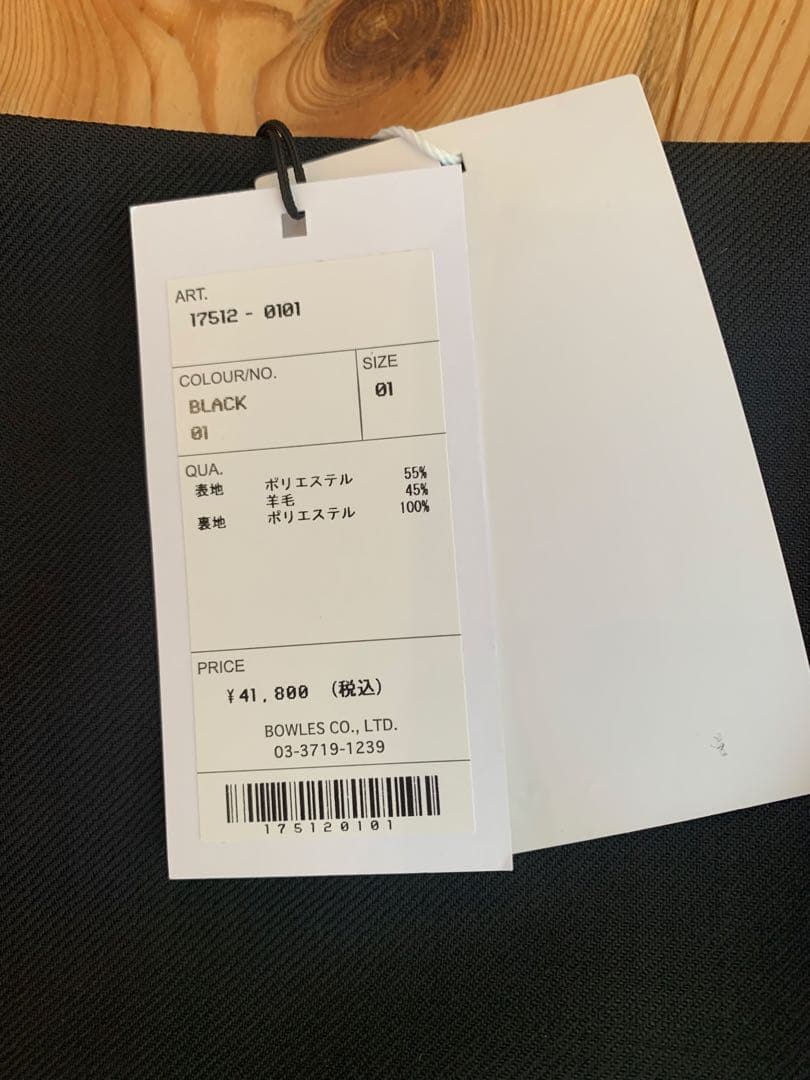 ART.
17512 - 0101
COLOUR/NO.
BLACK
01
SIZE
01
QUA.
表地 ポリエステル 55%
羊毛 45%
裏地 ポリエステル 100%
PRICE
¥41,800 (税込)
BOWLES CO., LTD.
03-3719-1239
175120101